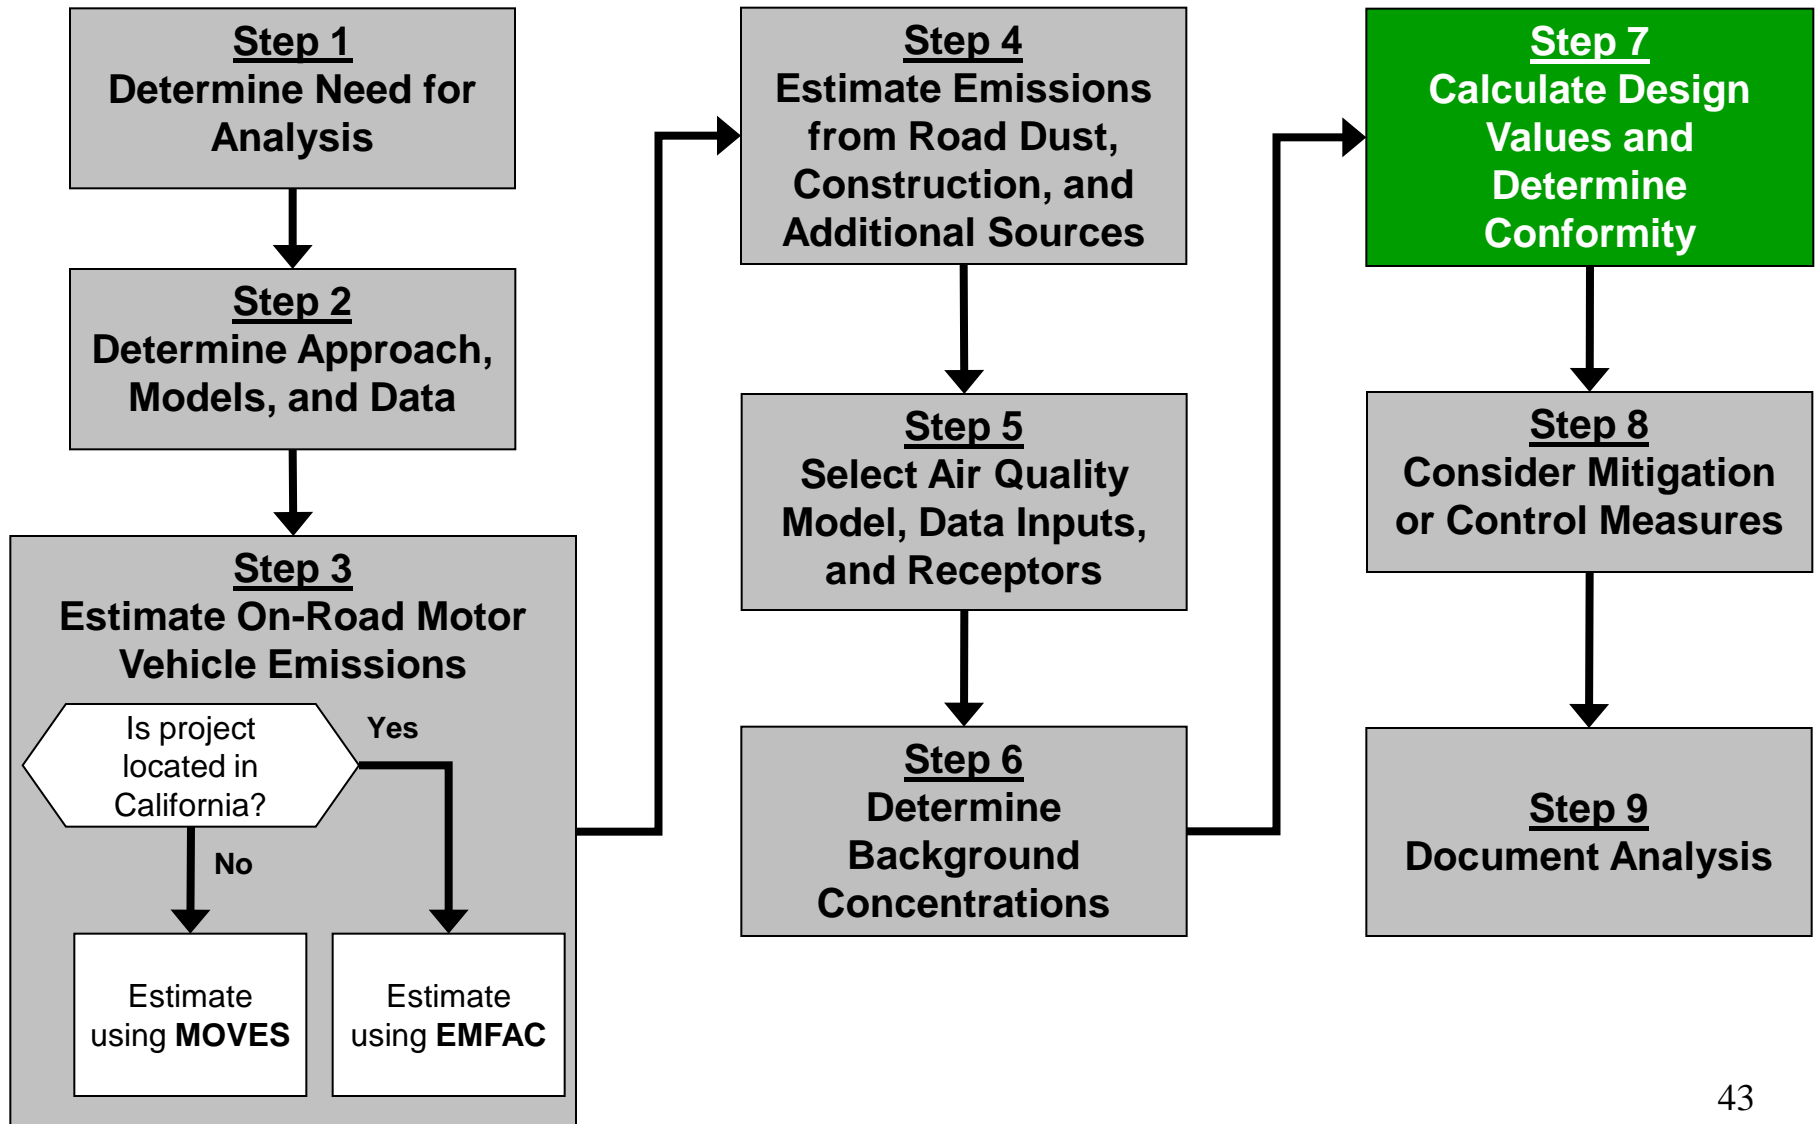 Step 1
Determine Need for
Analysis
Step 2
Determine Approach,
Models, and Data
Step 3
Estimate On-Road Motor
Vehicle Emissions
Is project
located in
California?
Yes
No
Estimate
using MOVES
Estimate
using EMFAC
Step 4
Estimate Emissions
from Road Dust,
Construction, and
Additional Sources
Step 5
Select Air Quality
Model, Data Inputs,
and Receptors
Step 6
Determine
Background
Concentrations
Step 7
Calculate Design
Values and
Determine
Conformity
Step 8
Consider Mitigation
or Control Measures
Step 9
Document Analysis
43